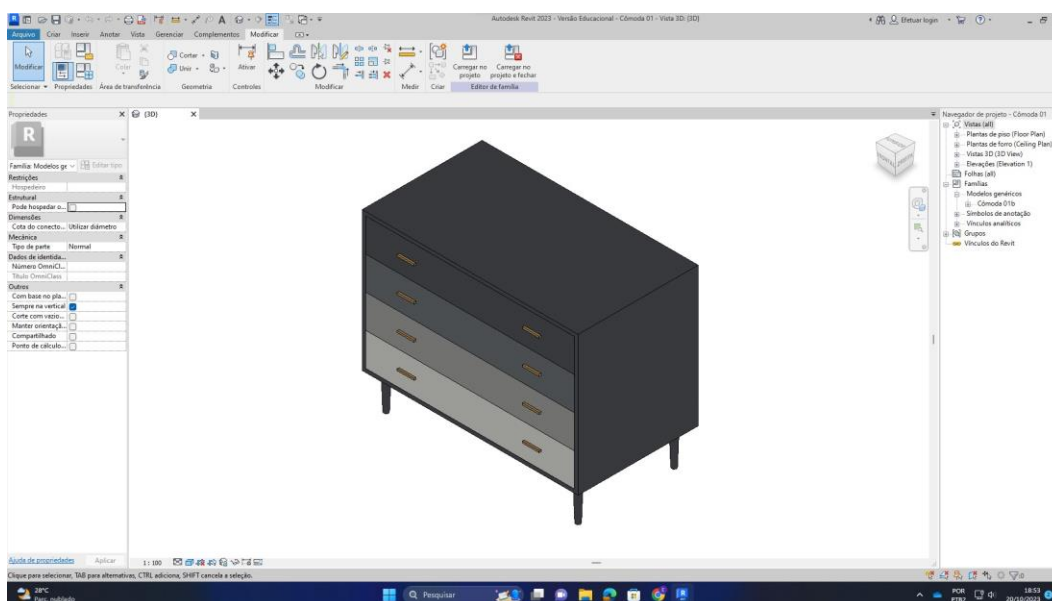 Autodesk Revit 2023 - Versão Educacional - Cômoda 01 - Vista 3D: {3D}
Efetuar login
Arquivo Criar Inserir Anotar Vista Gerenciar Complementos Modificar
Modificar
Colar
Cortar
Unir
Ativar
Carregar no projeto
Carregar no projeto e fechar
Selecionar Propriedades Área de transferência Geometria Controles Modificar Medir Criar Editor de família
Propriedades
{3D}
Navegador de projeto - Cômoda 01
R
Família: Modelos ge
Editar tipo
Restrições
Hospedeiro
Estrutural
Pode hospedar o...
Dimensões
Cota do conecto... Utilizar diâmetro
Mecânica
Tipo de parte Normal
Dados de identida...
Número OmniCl...
Título OmniClass
Outros
Com base no pla...
Sempre na vertical
Corte com vazio...
Manter orientaçã...
Compartilhado
Ponto de cálculo...
Vistas (all)
Plantas de piso (Floor Plan)
Plantas de forro (Ceiling Plan)
Vistas 3D (3D View)
Elevações (Elevation 1)
Folhas (all)
Famílias
Modelos genéricos
Cômoda 01b
Símbolos de anotação
Vínculos analíticos
Grupos
Vínculos do Revit
Ajuda de propriedades
Aplicar
1 : 100
Clique para selecionar, TAB para alternativas, CTRL adiciona, SHIFT cancela a seleção.
28°C
Parc. nublado
Pesquisar
POR
PTB2
18:53
20/10/2023